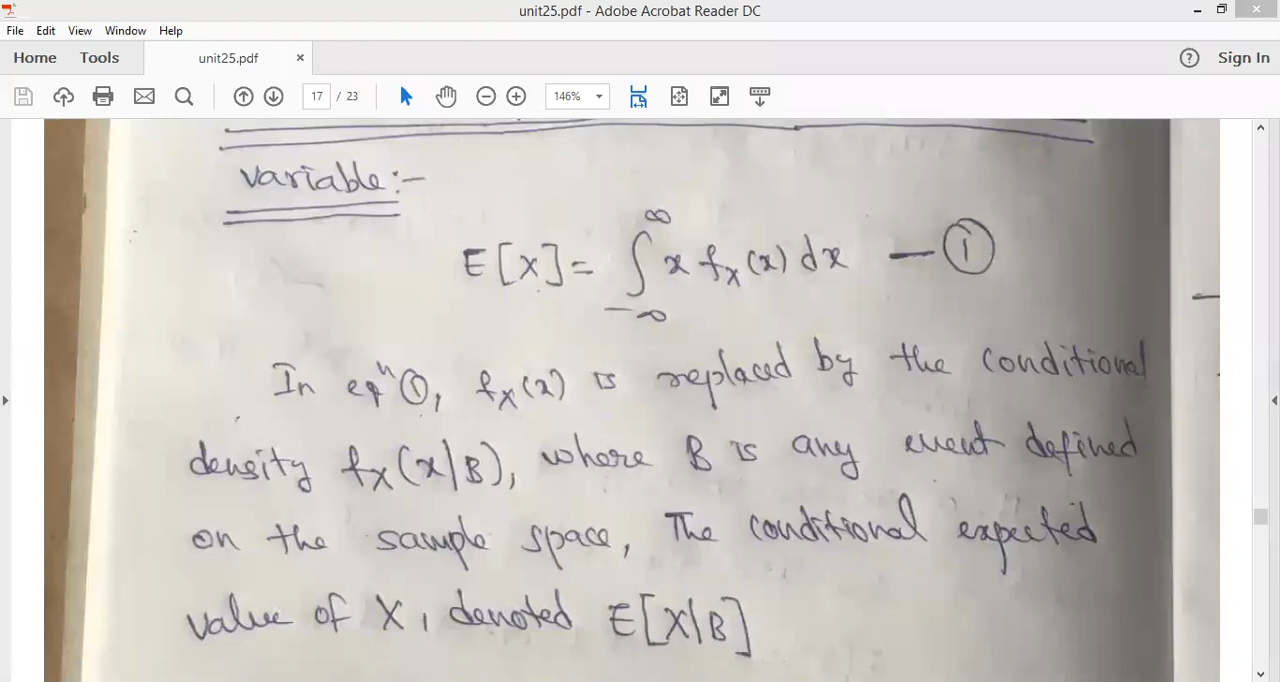 unit25.pdf - Adobe Acrobat Reader DC
File Edit View Window Help
Home Tools unit25.pdf × ? Sign In
17 / 23 146%
variable:-
E[X] = ∫_{-∞}^{∞} x f_X(x) dx — ①
In eqⁿ ①, f_X(x) is replaced by the conditional
density f_X(x|B), where B is any event defined
on the sample space, The conditional expected
value of X, denoted E[X|B]